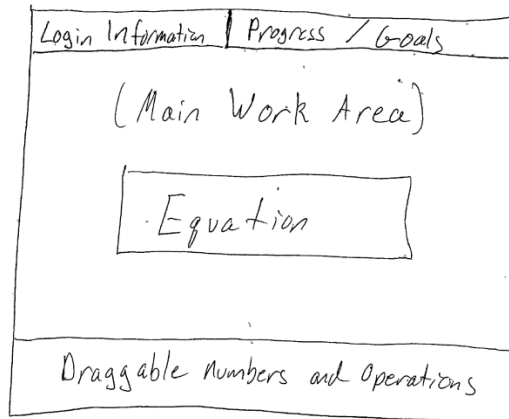 Login Information | Progress / Goals
(Main Work Area)
Equation
Draggable Numbers and Operations